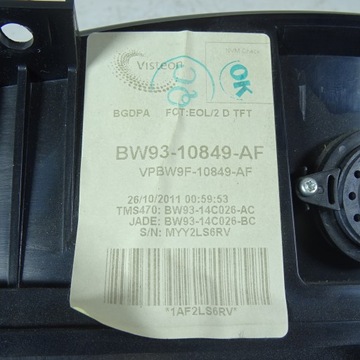 Visteon
OK
BGDPA FCT:EOL/2 D TFT
BW93-10849-AF
VPBW9F-10849-AF
26/10/2011 00:59:53
TMS470: BW93-14C026-AC
JADE: BW93-14C026-BC
S/N: MYY2LS6RV
*1AF2LS6RV*